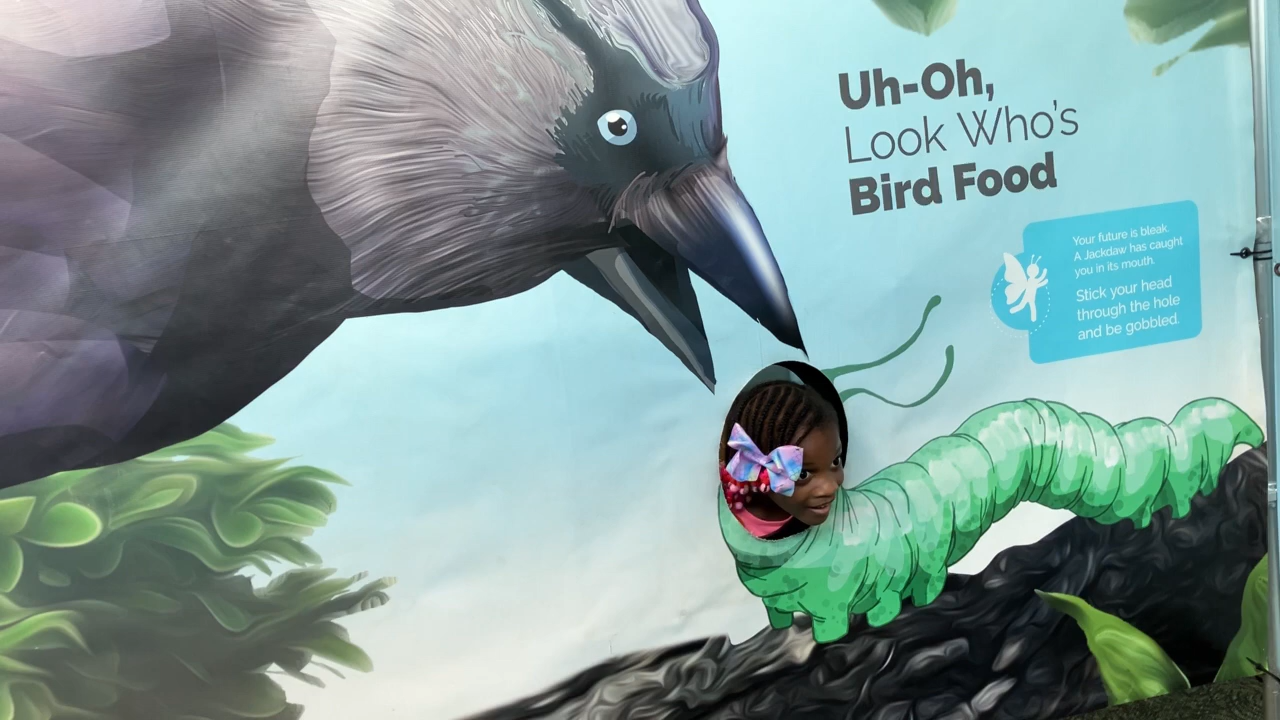 Uh-Oh,
Look Who's
Bird Food
Your future is bleak.
A Jackdaw has caught
you in its mouth.
Stick your head
through the hole
and be gobbled.